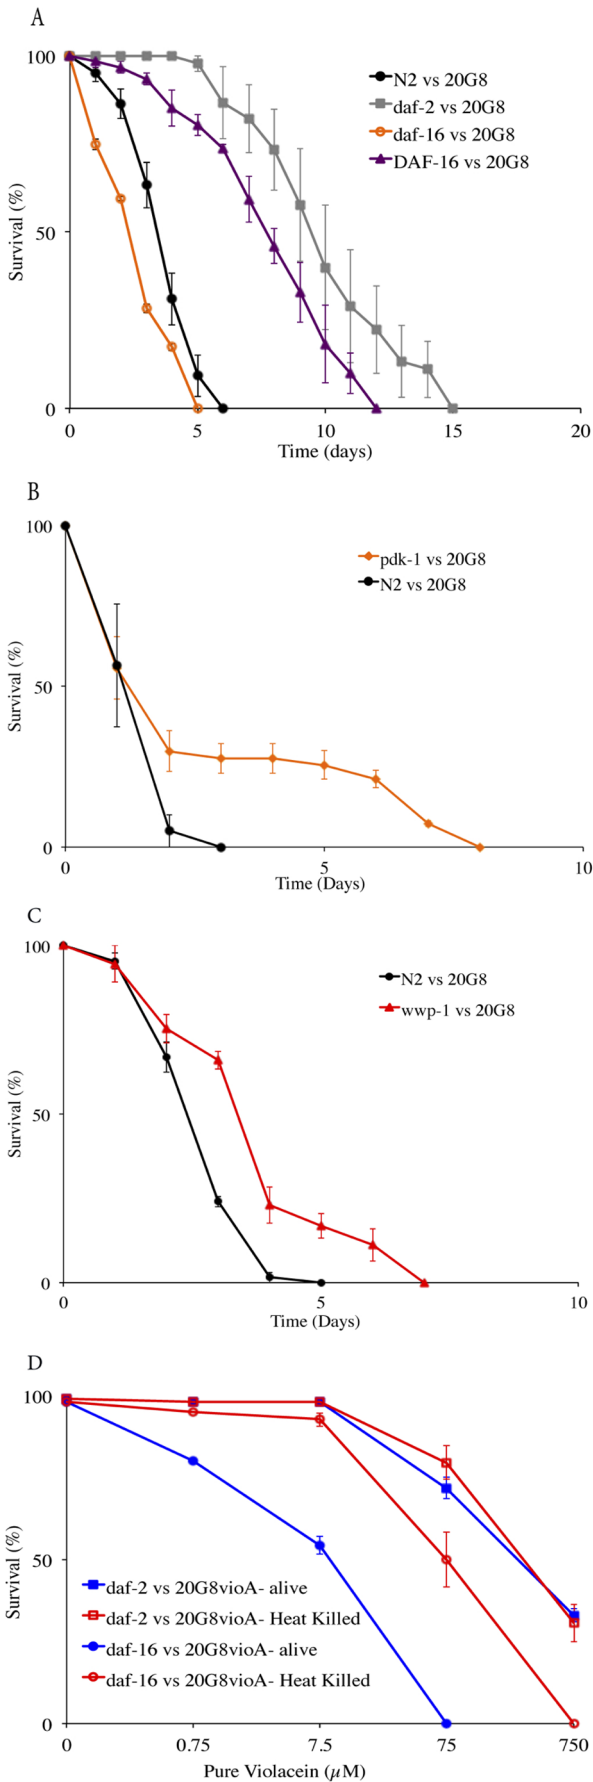 A
100
50
0
Survival (%)
0 5 10 15 20
Time (days)
N2 vs 20G8
daf-2 vs 20G8
daf-16 vs 20G8
DAF-16 vs 20G8
B
100
50
0
Survival (%)
0 5 10
Time (Days)
pdk-1 vs 20G8
N2 vs 20G8
C
100
50
0
Survival (%)
0 5 10
Time (Days)
N2 vs 20G8
wwp-1 vs 20G8
D
100
50
0
Survival (%)
daf-2 vs 20G8vioA- alive
daf-2 vs 20G8vioA- Heat Killed
daf-16 vs 20G8vioA- alive
daf-16 vs 20G8vioA- Heat Killed
0 0.75 7.5 75 750
Pure Violacein (μM)